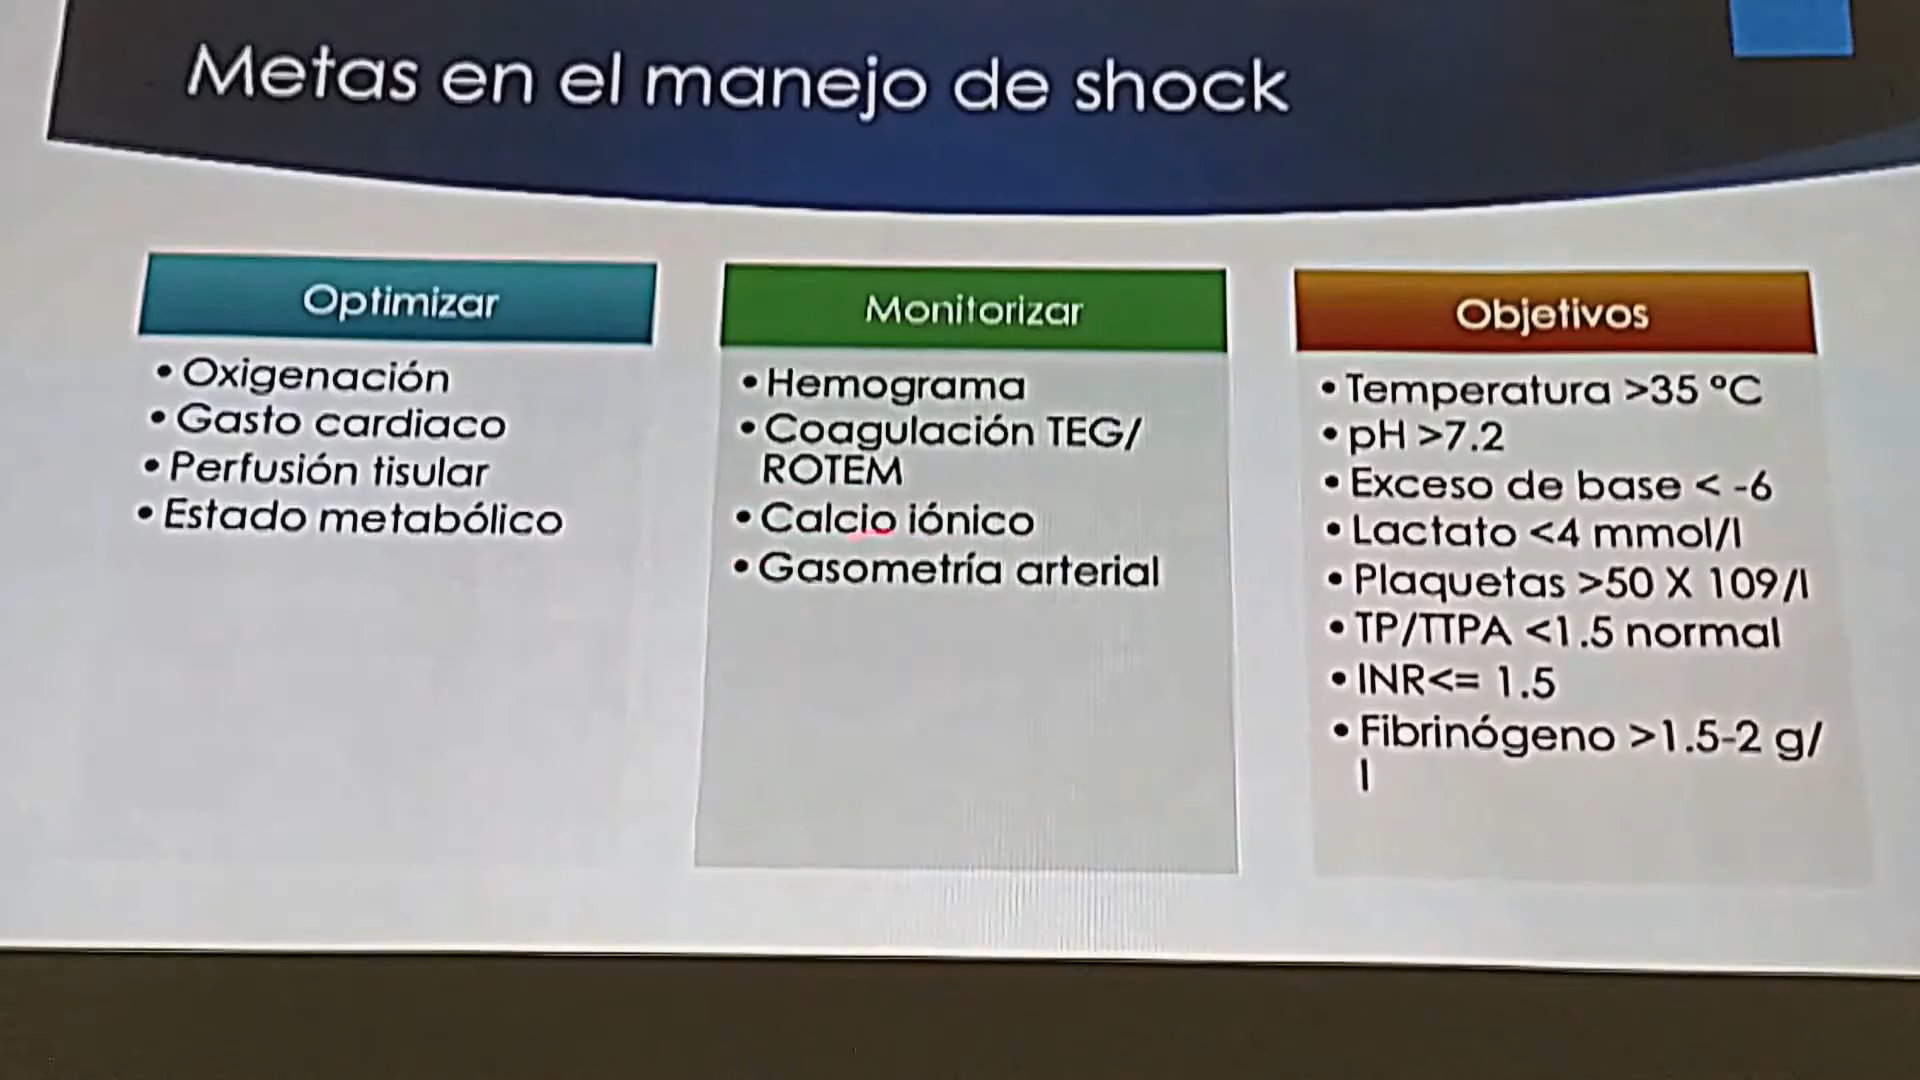 Metas en el manejo de shock
Optimizar
• Oxigenación
• Gasto cardiaco
• Perfusión tisular
• Estado metabólico
Monitorizar
• Hemograma
• Coagulación TEG/
ROTEM
• Calcio iónico
• Gasometría arterial
Objetivos
• Temperatura >35 ºC
• pH >7.2
• Exceso de base < -6
• Lactato <4 mmol/l
• Plaquetas >50 X 109/l
• TP/TTPA <1.5 normal
• INR<= 1.5
• Fibrinógeno >1.5-2 g/
l